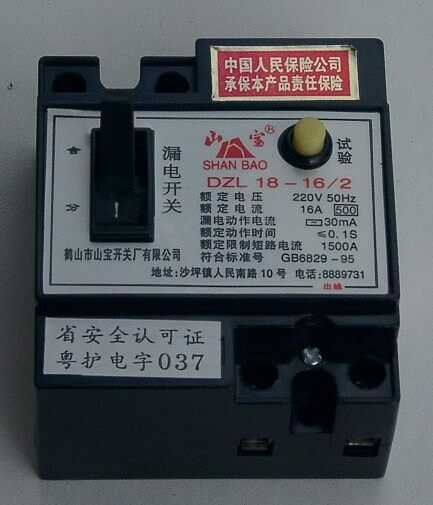 中国人民保险公司
承保本产品责任保险
山宝®
SHAN BAO
试验
合
分
漏电开关
DZL 18-16/2
额定电压 220V 50Hz
额定电流 16A 500
漏电动作电流 30mA
额定动作时间 ≤0.1S
额定限制短路电流 1500A
符合标准号 GB6829-95
鹤山市山宝开关厂有限公司
地址:沙坪镇人民南路10号 电话:8889731
出线
省安全认可证
粤护电字037